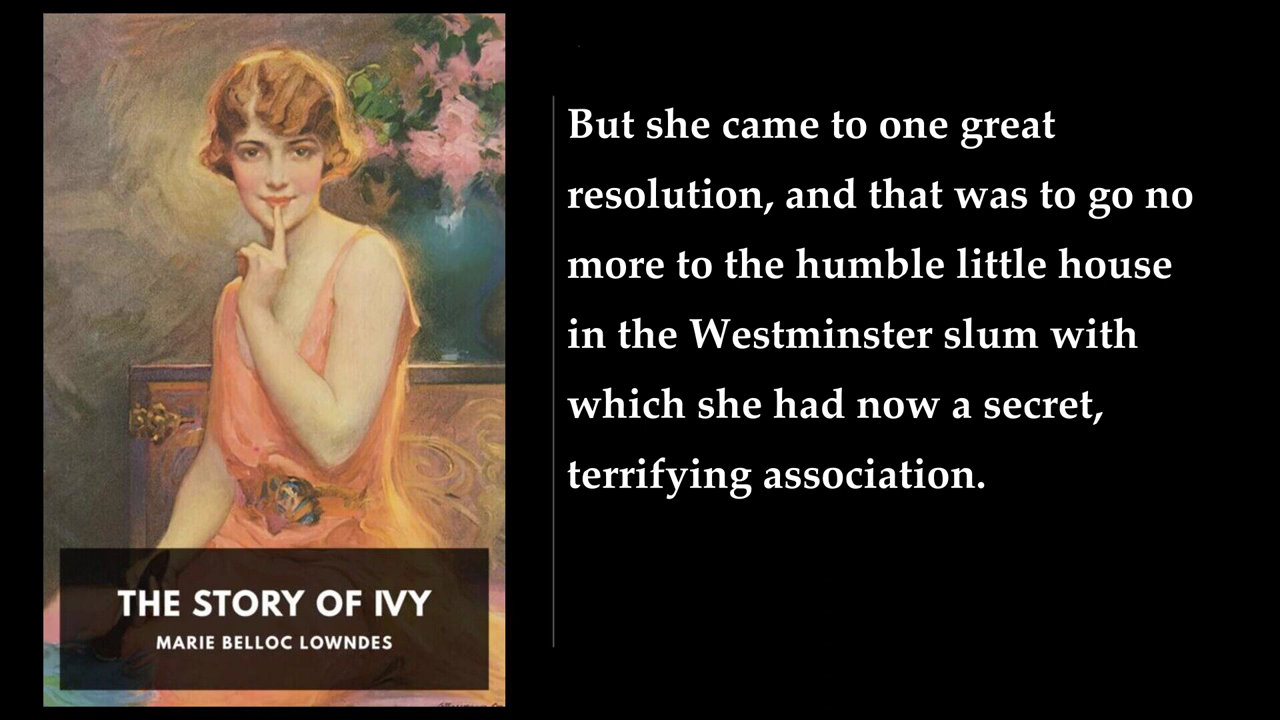 But she came to one great
resolution, and that was to go no
more to the humble little house
in the Westminster slum with
which she had now a secret,
terrifying association.
THE STORY OF IVY
MARIE BELLOC LOWNDES